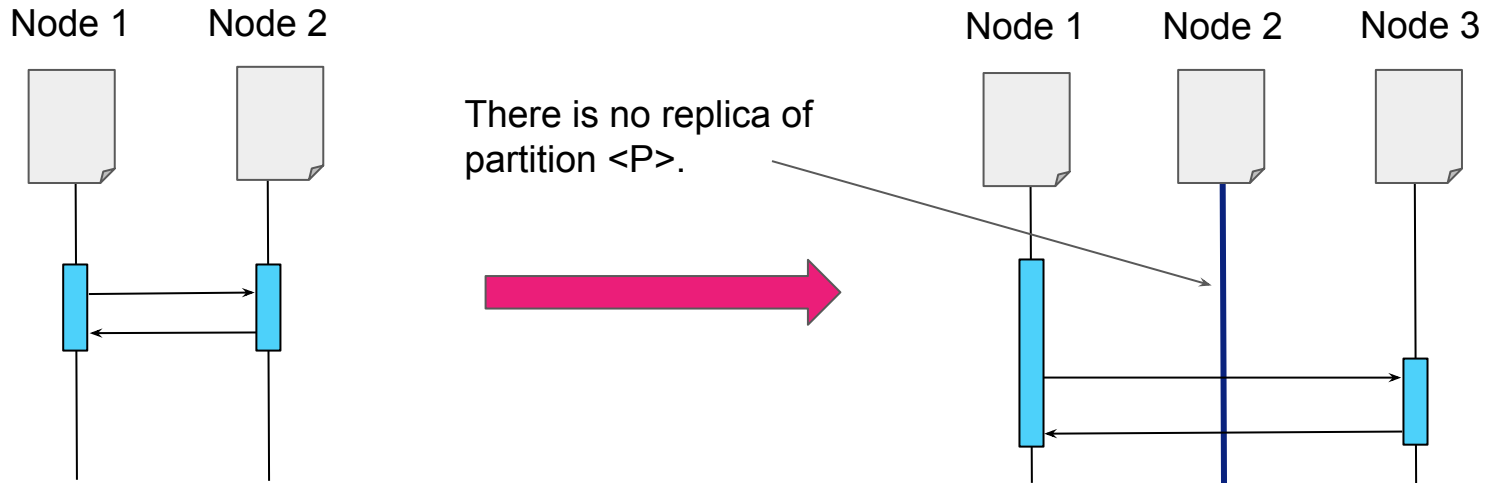 Node 1
Node 2
There is no replica of
partition <P>.
Node 1
Node 2
Node 3